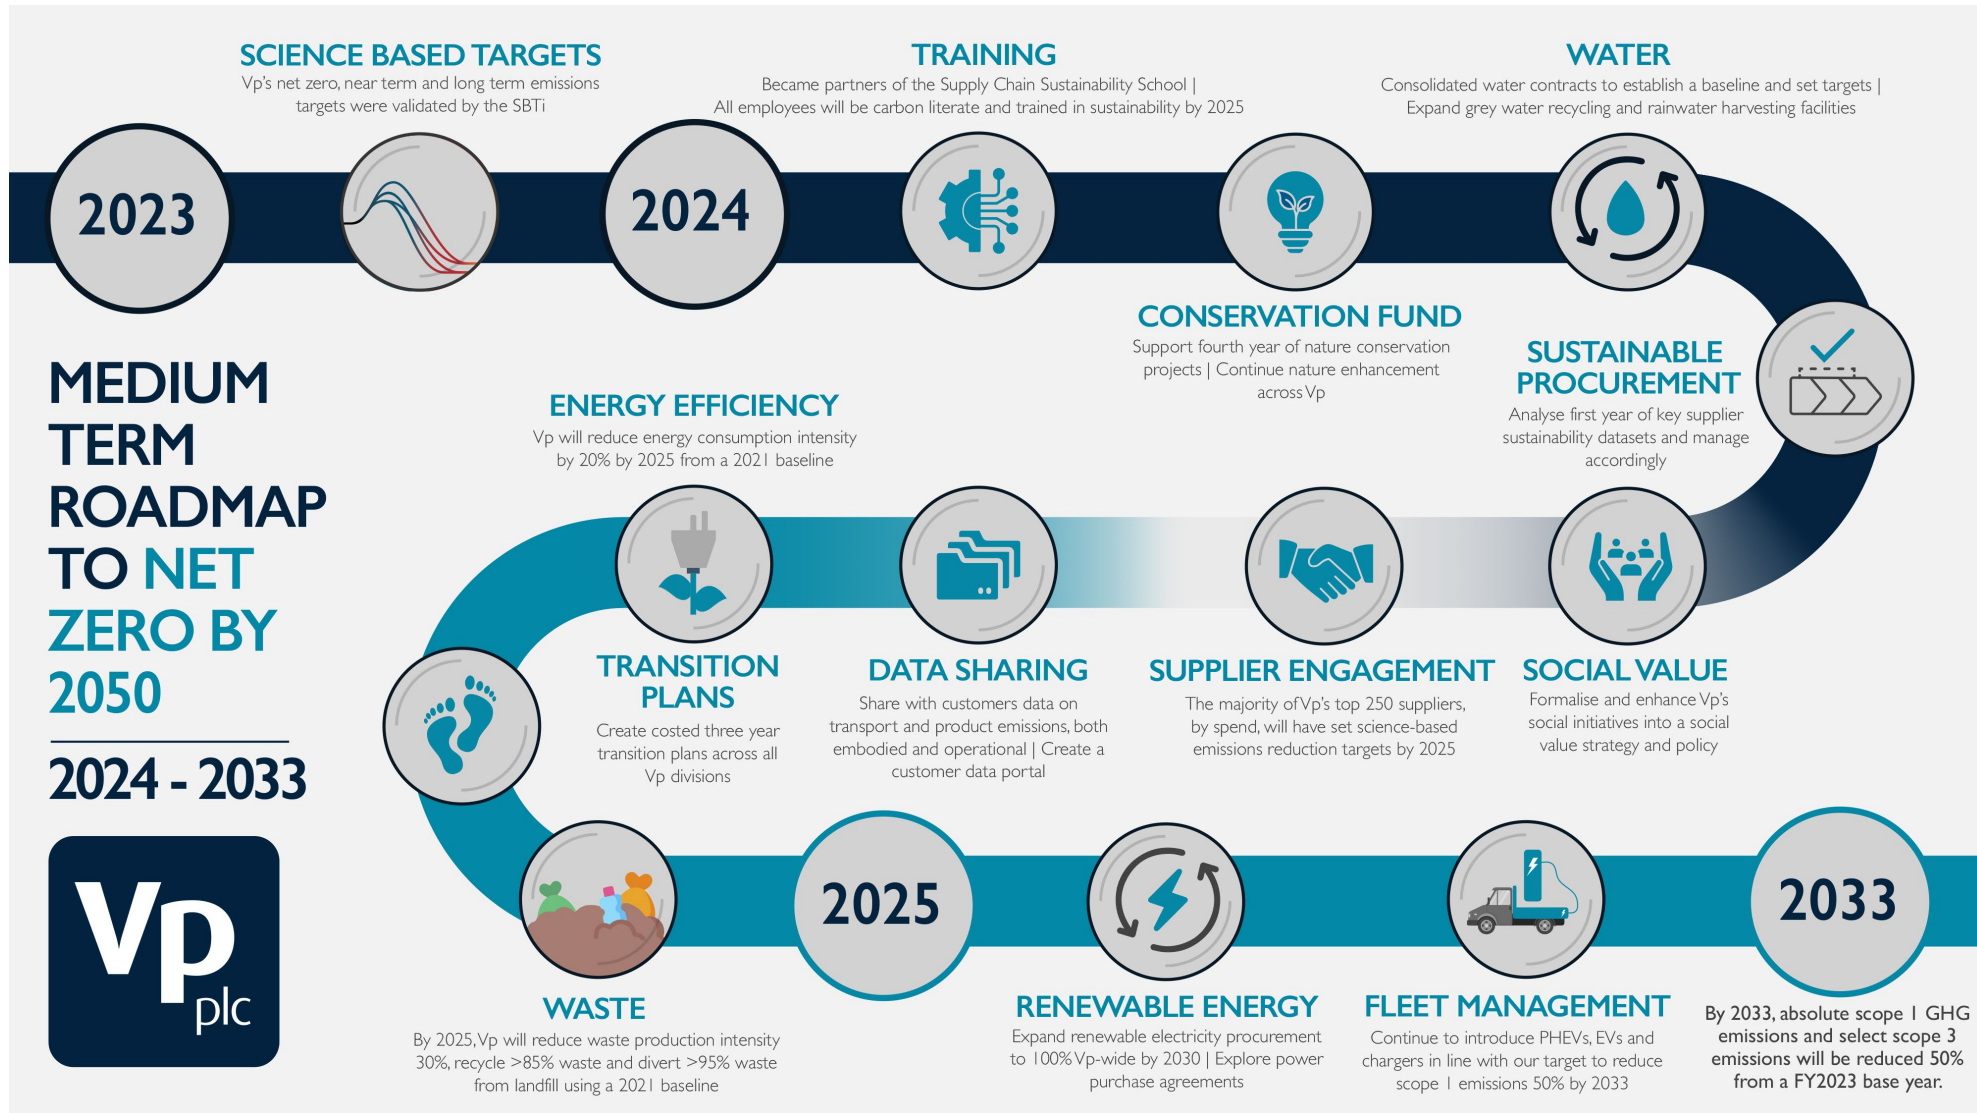 SCIENCE BASED TARGETS
Vp's net zero, near term and long term emissions
targets were validated by the SBTi
TRAINING
Became partners of the Supply Chain Sustainability School |
All employees will be carbon literate and trained in sustainability by 2025
WATER
Consolidated water contracts to establish a baseline and set targets |
Expand grey water recycling and rainwater harvesting facilities
2023
2024
CONSERVATION FUND
Support fourth year of nature conservation
projects | Continue nature enhancement
across Vp
SUSTAINABLE
PROCUREMENT
Analyse first year of key supplier
sustainability datasets and manage
accordingly
MEDIUM
TERM
ROADMAP
TO NET
ZERO BY
2050
2024 - 2033
Vp
plc
ENERGY EFFICIENCY
Vp will reduce energy consumption intensity
by 20% by 2025 from a 2021 baseline
TRANSITION
PLANS
Create costed three year
transition plans across all
Vp divisions
DATA SHARING
Share with customers data on
transport and product emissions, both
embodied and operational | Create a
customer data portal
SUPPLIER ENGAGEMENT
The majority of Vp's top 250 suppliers,
by spend, will have set science-based
emissions reduction targets by 2025
SOCIAL VALUE
Formalise and enhance Vp's
social initiatives into a social
value strategy and policy
2025
2033
WASTE
By 2025, Vp will reduce waste production intensity
30%, recycle >85% waste and divert >95% waste
from landfill using a 2021 baseline
RENEWABLE ENERGY
Expand renewable electricity procurement
to 100% Vp-wide by 2030 | Explore power
purchase agreements
FLEET MANAGEMENT
Continue to introduce PHEVs, EVs and
chargers in line with our target to reduce
scope 1 emissions 50% by 2033
By 2033, absolute scope 1 GHG
emissions and select scope 3
emissions will be reduced 50%
from a FY2023 base year.